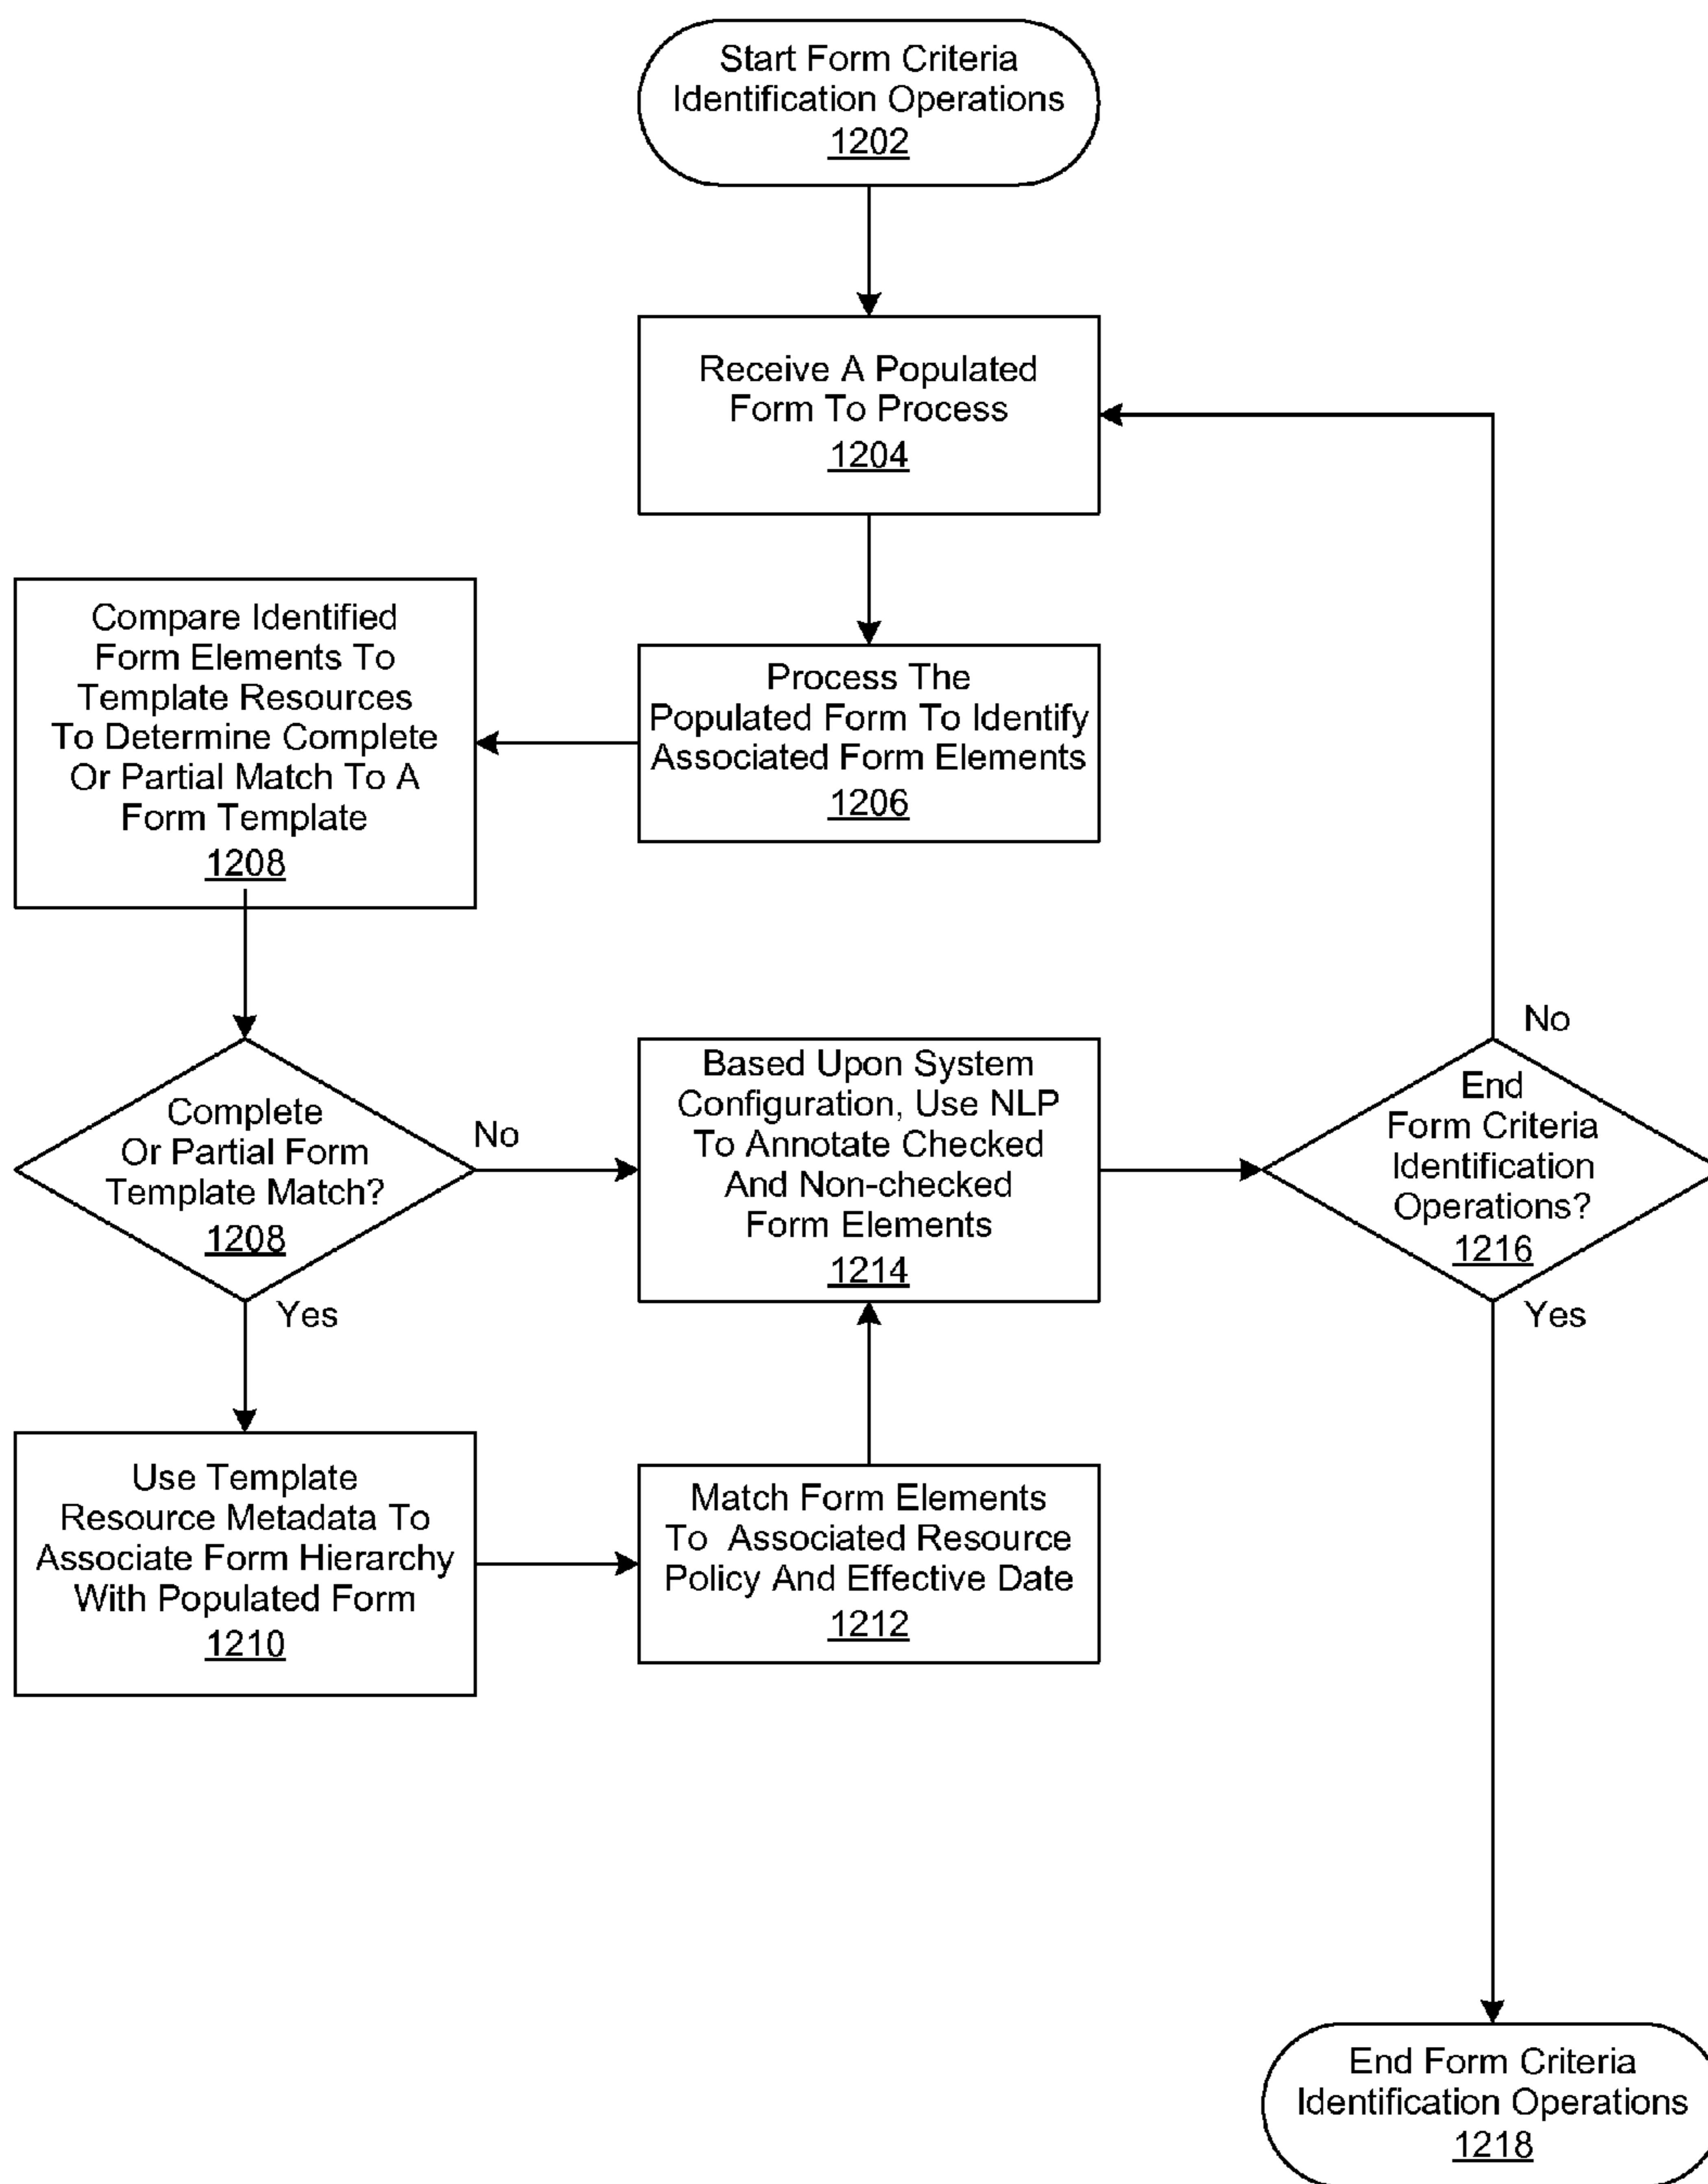 Start Form Criteria
Identification Operations
1202
Receive A Populated
Form To Process
1204
Process The
Populated Form To Identify
Associated Form Elements
1206
Compare Identified
Form Elements To
Template Resources
To Determine Complete
Or Partial Match To A
Form Template
1208
Complete
Or Partial Form
Template Match?
1208
No
Yes
Use Template
Resource Metadata To
Associate Form Hierarchy
With Populated Form
1210
Match Form Elements
To Associated Resource
Policy And Effective Date
1212
Based Upon System
Configuration, Use NLP
To Annotate Checked
And Non-checked
Form Elements
1214
End
Form Criteria
Identification
Operations?
1216
No
Yes
End Form Criteria
Identification Operations
1218